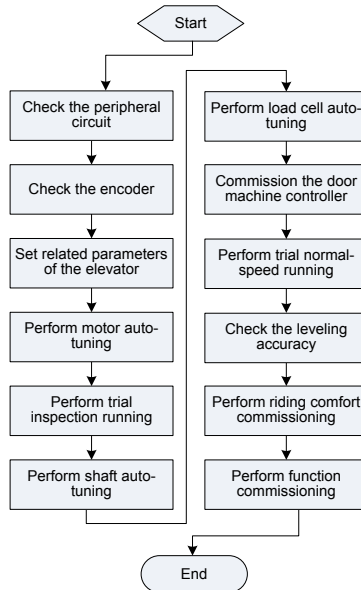 Start
Check the peripheral
circuit
Check the encoder
Set related parameters
of the elevator
Perform motor auto-
tuning
Perform trial
inspection running
Perform shaft auto-
tuning
Perform load cell auto-
tuning
Commission the door
machine controller
Perform trial normal-
speed running
Check the leveling
accuracy
Perform riding comfort
commissioning
Perform function
commissioning
End